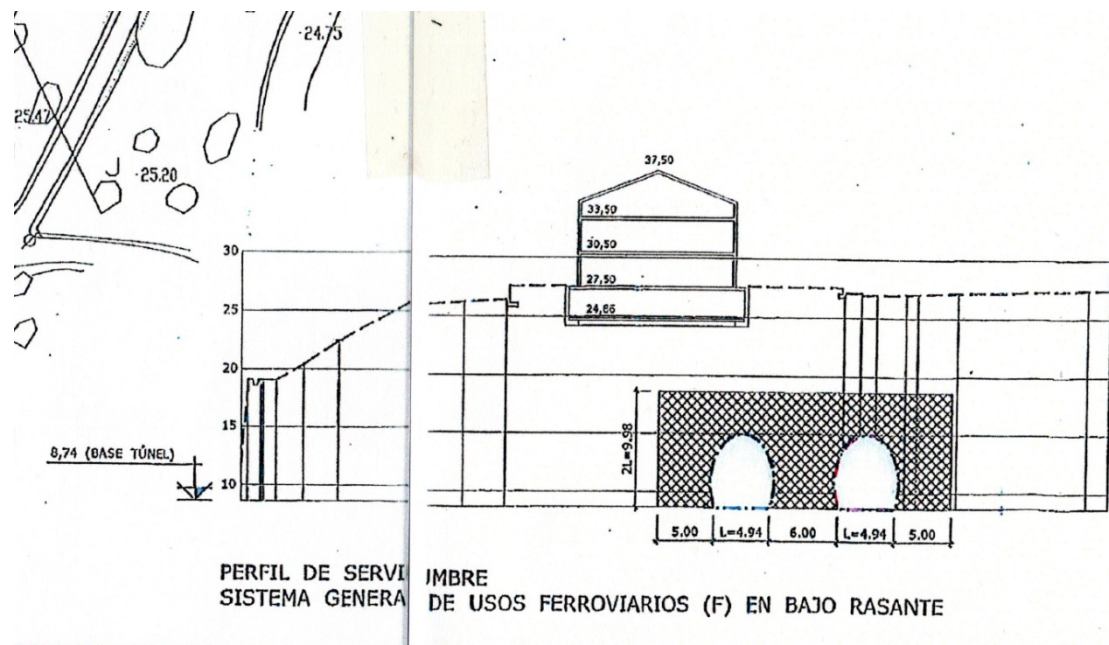 -24.75
25.47
J
-25.20
37,50
33,50
30,50
27,50
24,86
30
25
20
15
10
8,74 (BASE TÚNEL)
2L=9.98
5.00 L=4.94 6.00 L=4.94 5.00
PERFIL DE SERVI UMBRE
SISTEMA GENERA DE USOS FERROVIARIOS (F) EN BAJO RASANTE